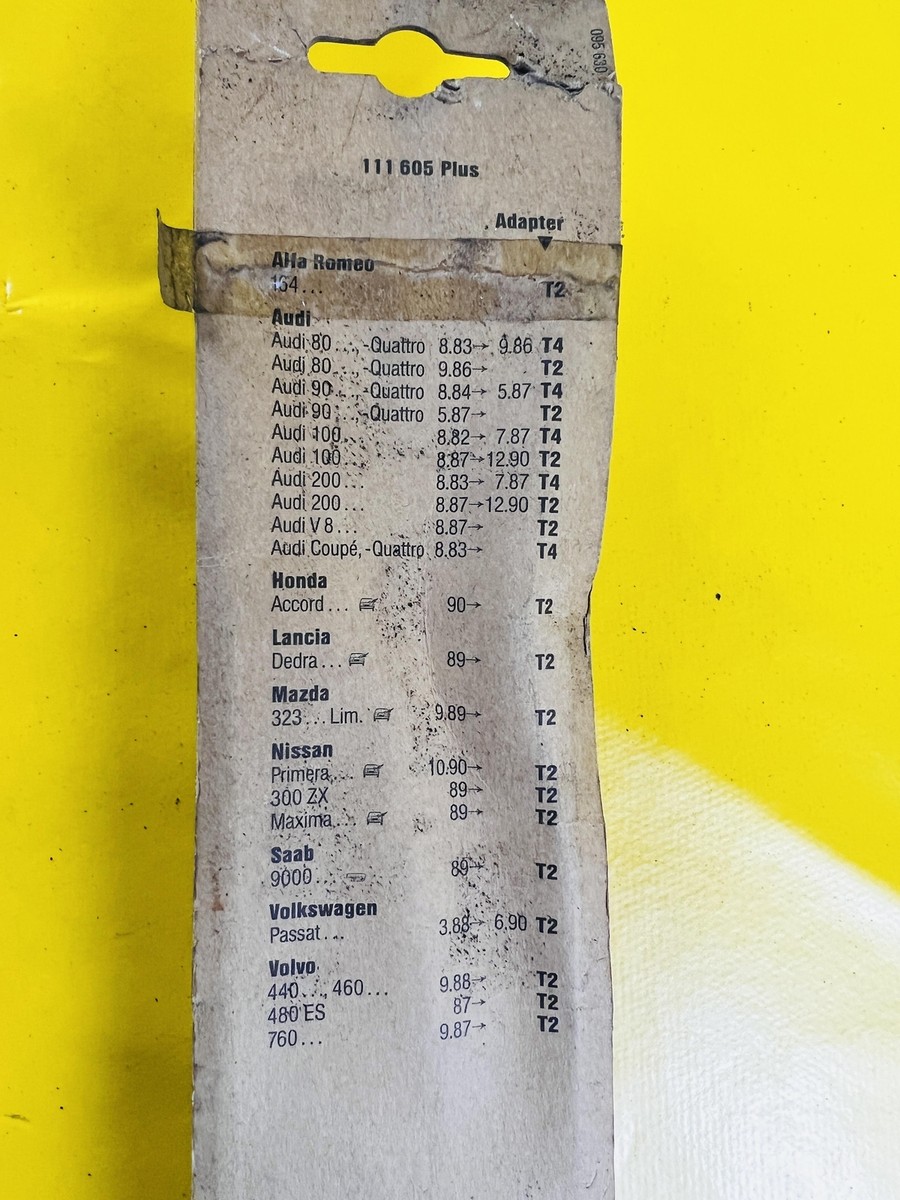 095 630
111 605 Plus
Adapter
Alfa Romeo
164... T2
Audi
Audi 80...,-Quattro 8.83→ 9.86 T4
Audi 80...,-Quattro 9.86→ T2
Audi 90...,-Quattro 8.84→ 5.87 T4
Audi 90...,-Quattro 5.87→ T2
Audi 100... 8.82→ 7.87 T4
Audi 100... 8.87→12.90 T2
Audi 200... 8.83→ 7.87 T4
Audi 200... 8.87→12.90 T2
Audi V8... 8.87→ T2
Audi Coupé,-Quattro 8.83→ T4
Honda
Accord... 90→ T2
Lancia
Dedra... 89→ T2
Mazda
323... Lim. 9.89→ T2
Nissan
Primera... 10.90→ T2
300 ZX 89→ T2
Maxima... 89→ T2
Saab
9000... 89→ T2
Volkswagen
Passat... 3.88→ 6.90 T2
Volvo
440..., 460... 9.88→ T2
480 ES 87→ T2
760... 9.87→ T2